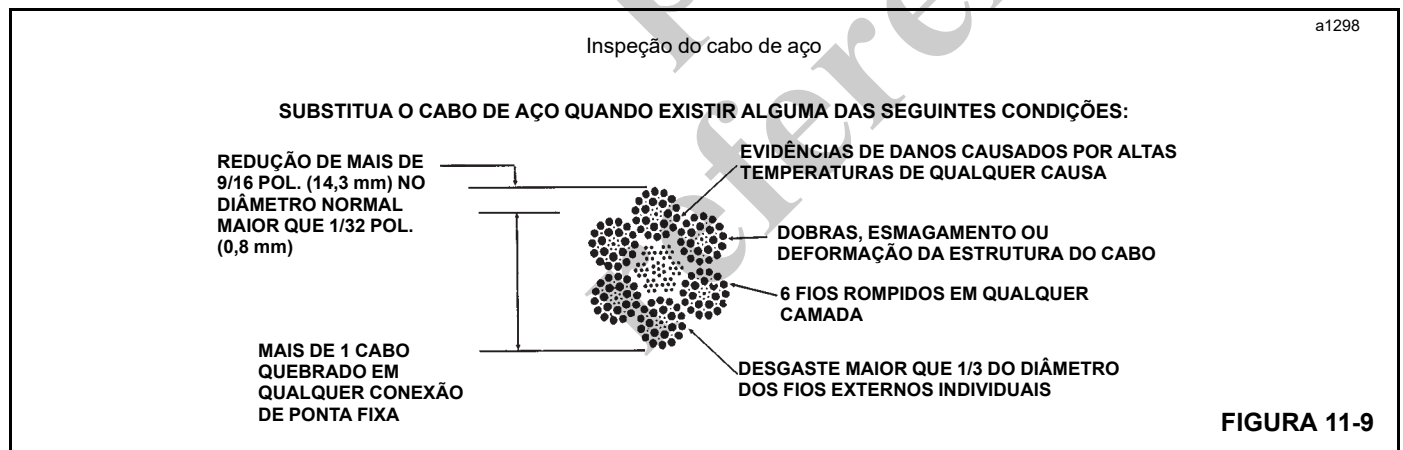 a1298
Inspeção do cabo de aço
SUBSTITUA O CABO DE AÇO QUANDO EXISTIR ALGUMA DAS SEGUINTES CONDIÇÕES:
REDUÇÃO DE MAIS DE
9/16 POL. (14,3 mm) NO
DIÂMETRO NORMAL
MAIOR QUE 1/32 POL.
(0,8 mm)
EVIDÊNCIAS DE DANOS CAUSADOS POR ALTAS
TEMPERATURAS DE QUALQUER CAUSA
DOBRAS, ESMAGAMENTO OU
DEFORMAÇÃO DA ESTRUTURA DO CABO
6 FIOS ROMPIDOS EM QUALQUER
CAMADA
MAIS DE 1 CABO
QUEBRADO EM
QUALQUER CONEXÃO
DE PONTA FIXA
DESGASTE MAIOR QUE 1/3 DO DIÂMETRO
DOS FIOS EXTERNOS INDIVIDUAIS
FIGURA 11-9